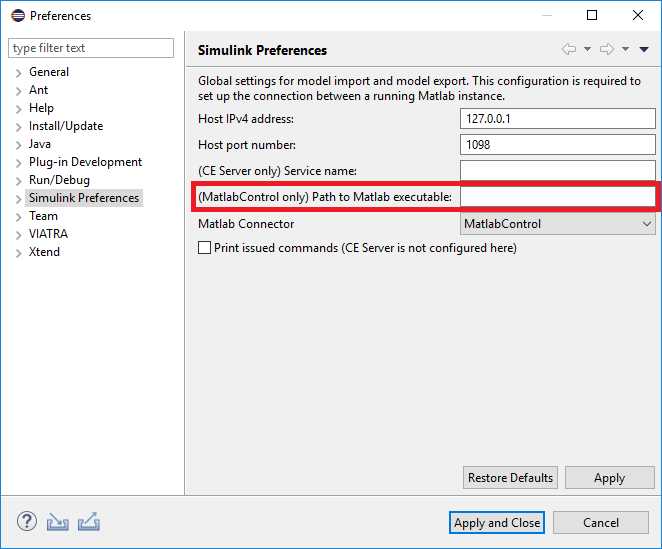 Preferences
type filter text
General
Ant
Help
Install/Update
Java
Plug-in Development
Run/Debug
Simulink Preferences
Team
VIATRA
Xtend
Simulink Preferences
Global settings for model import and model export. This configuration is required to
set up the connection between a running Matlab instance.
Host IPv4 address: 127.0.0.1
Host port number: 1098
(CE Server only) Service name:
(MatlabControl only) Path to Matlab executable:
Matlab Connector MatlabControl
Print issued commands (CE Server is not configured here)
Restore Defaults Apply
? Apply and Close Cancel